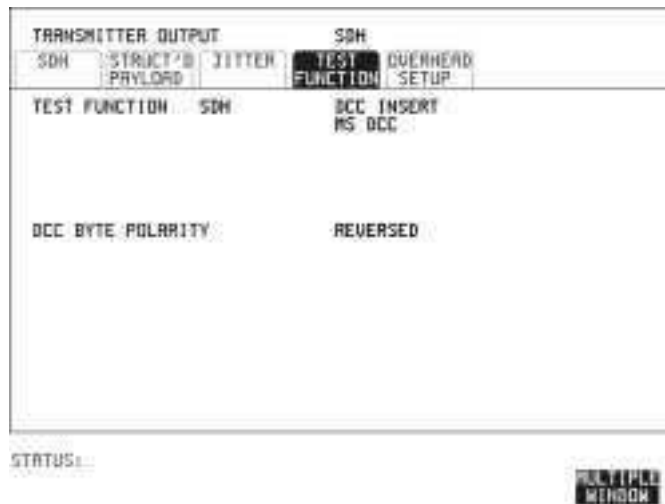 TRANSMITTER OUTPUT SDH
SDH STRUCT'D PAYLOAD JITTER TEST FUNCTION OVERHEAD SETUP
TEST FUNCTION SDH DCC INSERT
MS DCC
DCC BYTE POLARITY REVERSED
STATUS:
MULTIPLE
WINDOW